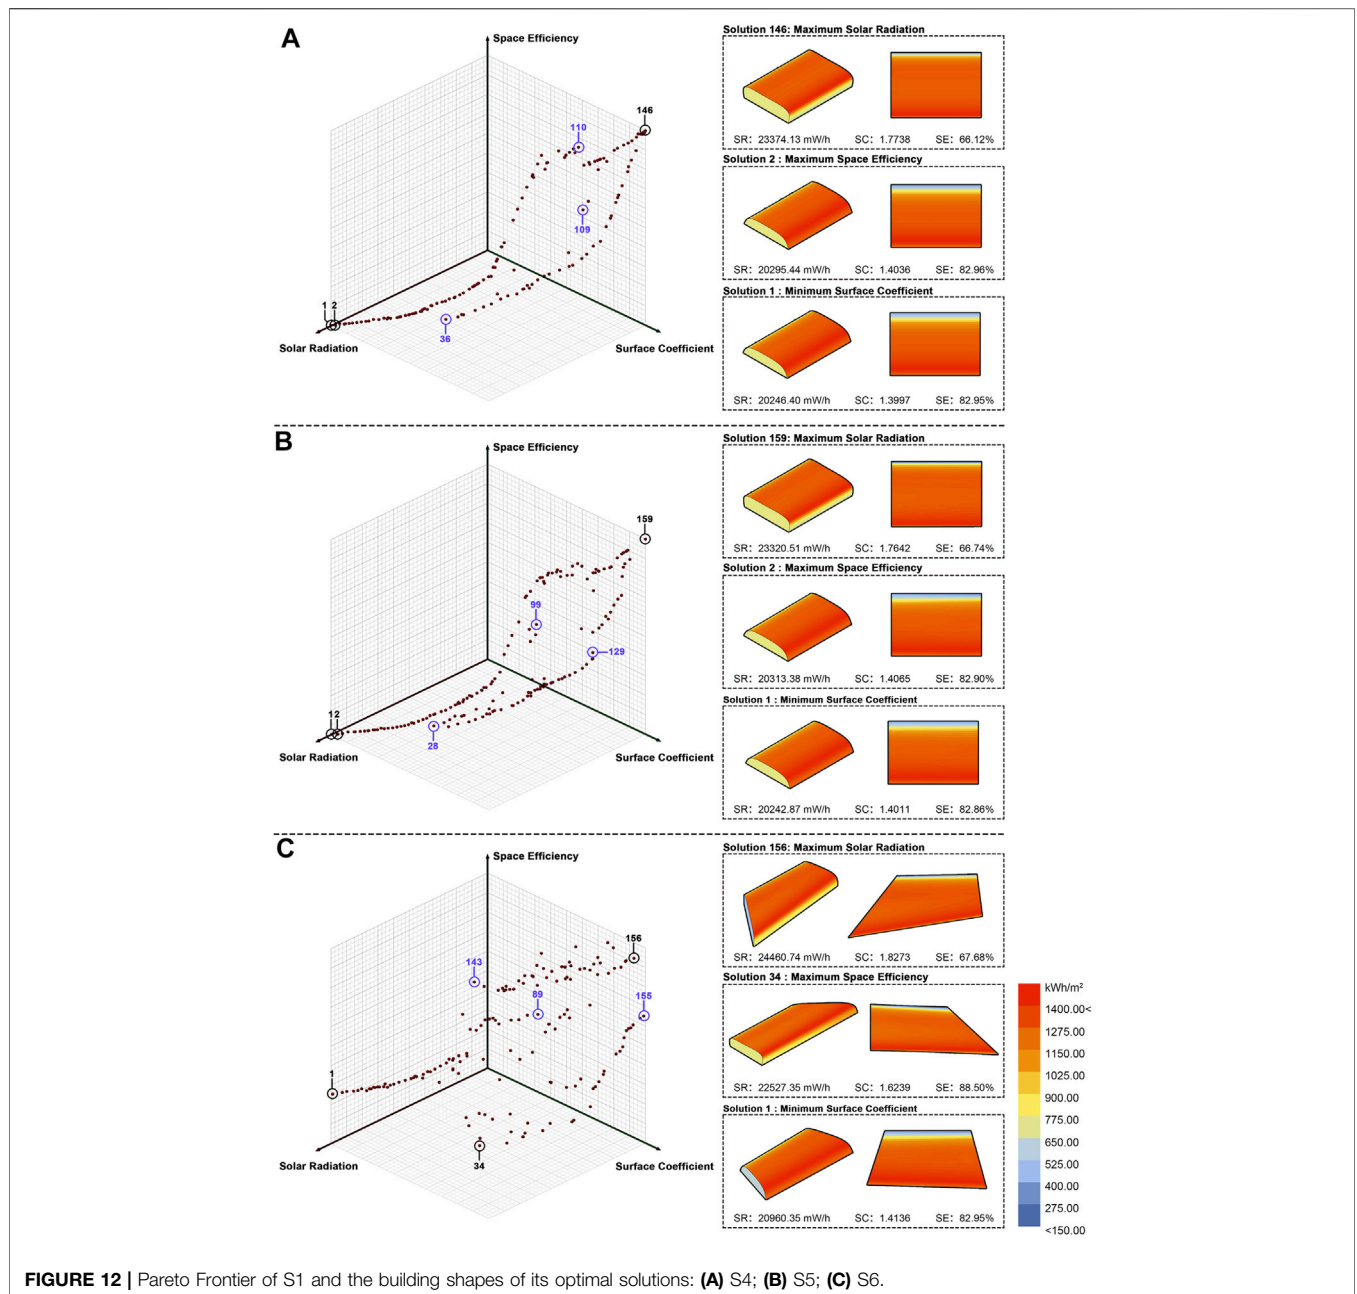 A
Space Efficiency
146
110
109
1 2
36
Solar Radiation
Surface Coefficient
Solution 146: Maximum Solar Radiation
SR: 23374.13 mW/h SC: 1.7738 SE: 66.12%
Solution 2 : Maximum Space Efficiency
SR: 20295.44 mW/h SC: 1.4036 SE: 82.96%
Solution 1 : Minimum Surface Coefficient
SR: 20246.40 mW/h SC: 1.3997 SE: 82.95%
B
Space Efficiency
159
99
129
12
28
Solar Radiation
Surface Coefficient
Solution 159: Maximum Solar Radiation
SR: 23320.51 mW/h SC: 1.7642 SE: 66.74%
Solution 2 : Maximum Space Efficiency
SR: 20313.38 mW/h SC: 1.4065 SE: 82.90%
Solution 1 : Minimum Surface Coefficient
SR: 20242.87 mW/h SC: 1.4011 SE: 82.86%
C
Space Efficiency
156
143
89
155
1
34
Solar Radiation
Surface Coefficient
Solution 156: Maximum Solar Radiation
SR: 24460.74 mW/h SC: 1.8273 SE: 67.68%
Solution 34 : Maximum Space Efficiency
SR: 22527.35 mW/h SC: 1.6239 SE: 88.50%
Solution 1 : Minimum Surface Coefficient
SR: 20960.35 mW/h SC: 1.4136 SE: 82.95%
kWh/m²
1400.00<
1275.00
1150.00
1025.00
900.00
775.00
650.00
525.00
400.00
275.00
<150.00
FIGURE 12 | Pareto Frontier of S1 and the building shapes of its optimal solutions: (A) S4; (B) S5; (C) S6.